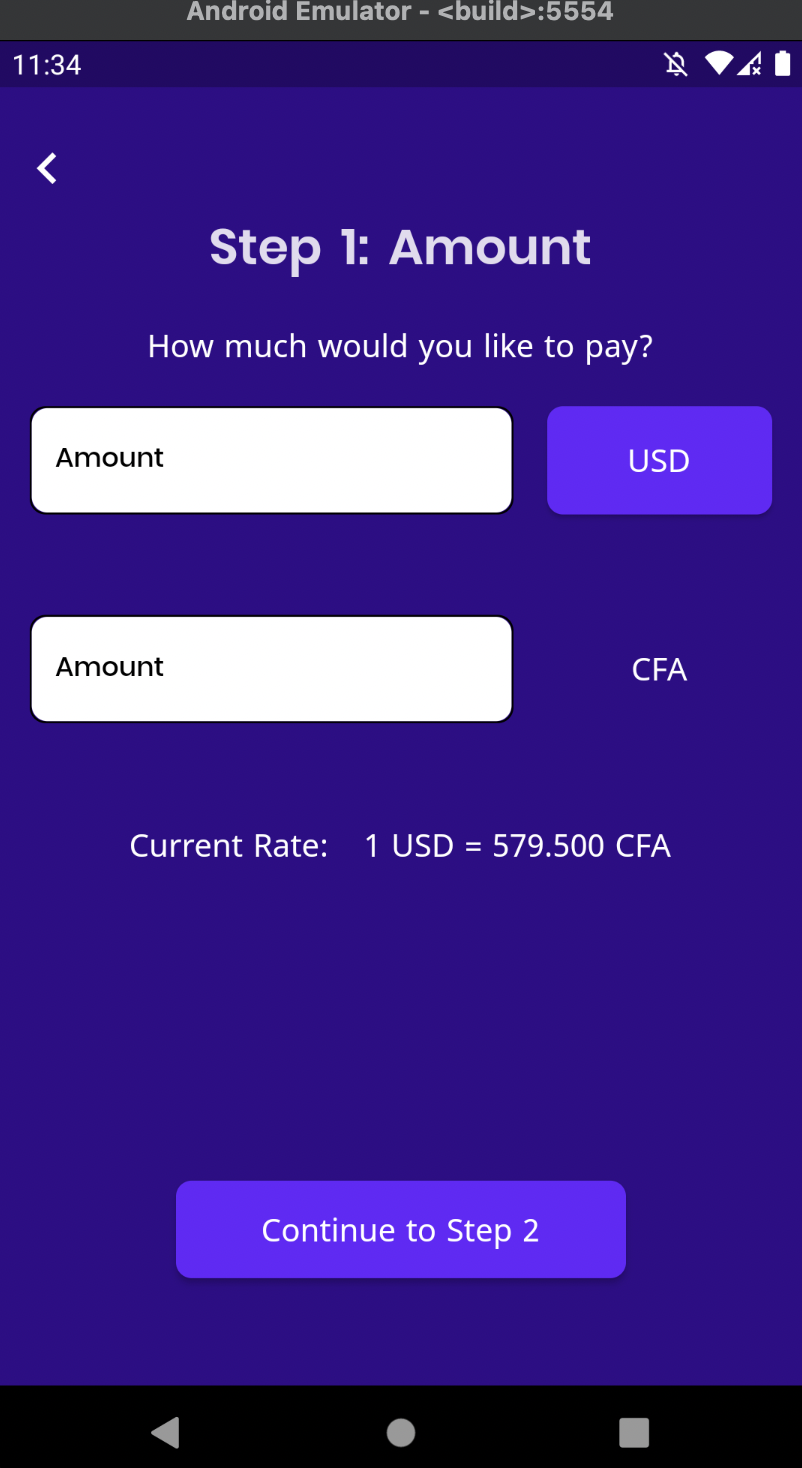 Android Emulator - <build>:5554
11:34
Step 1: Amount
How much would you like to pay?
Amount
USD
Amount
CFA
Current Rate: 1 USD = 579.500 CFA
Continue to Step 2